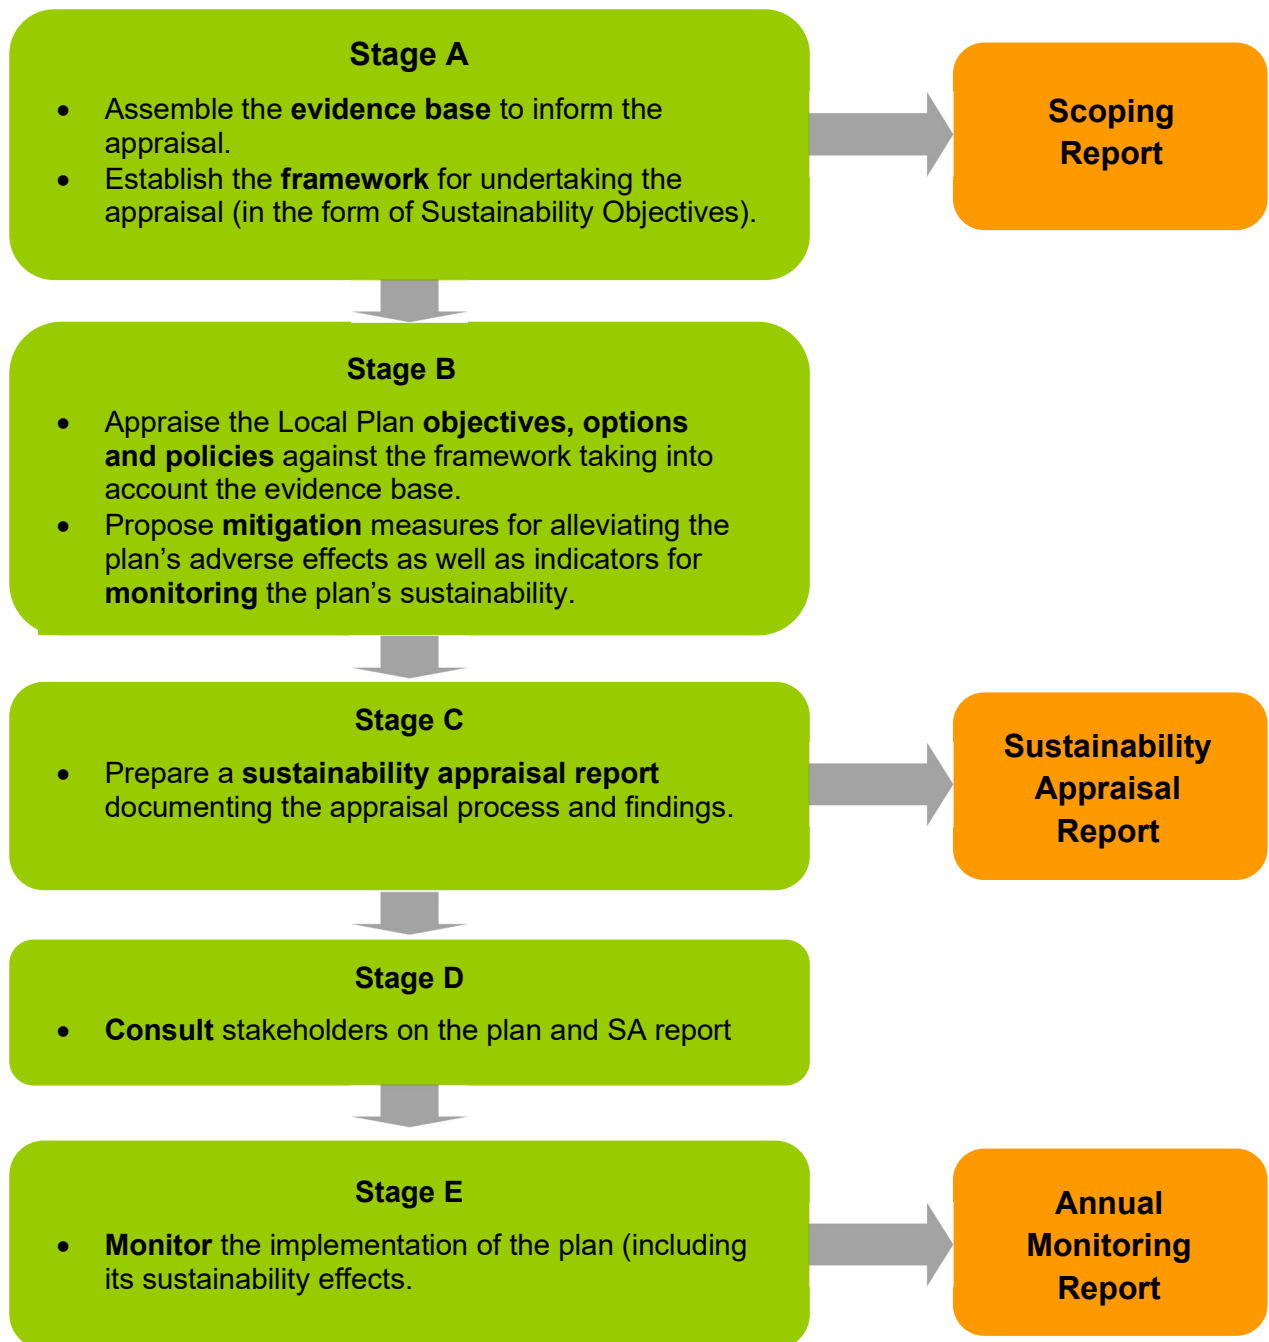 Stage A
• Assemble the evidence base to inform the
appraisal.
• Establish the framework for undertaking the
appraisal (in the form of Sustainability Objectives).
Scoping
Report
Stage B
• Appraise the Local Plan objectives, options
and policies against the framework taking into
account the evidence base.
• Propose mitigation measures for alleviating the
plan’s adverse effects as well as indicators for
monitoring the plan’s sustainability.
Stage C
• Prepare a sustainability appraisal report
documenting the appraisal process and findings.
Sustainability
Appraisal
Report
Stage D
• Consult stakeholders on the plan and SA report
Stage E
• Monitor the implementation of the plan (including
its sustainability effects.
Annual
Monitoring
Report